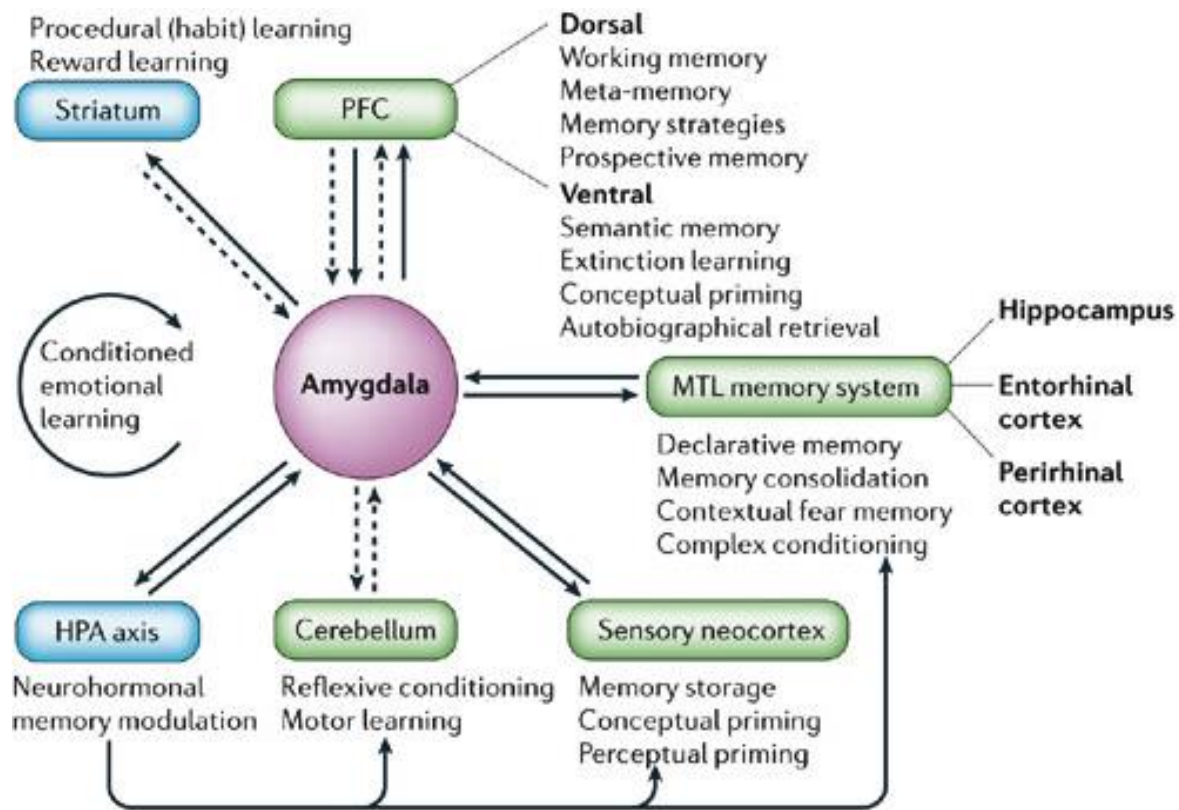 Procedural (habit) learning
Reward learning
Striatum
PFC
Dorsal
Working memory
Meta-memory
Memory strategies
Prospective memory
Ventral
Semantic memory
Extinction learning
Conceptual priming
Autobiographical retrieval
Conditioned
emotional
learning
Amygdala
MTL memory system
Hippocampus
Entorhinal
cortex
Perirhinal
cortex
Declarative memory
Memory consolidation
Contextual fear memory
Complex conditioning
HPA axis
Neurohormonal
memory modulation
Cerebellum
Reflexive conditioning
Motor learning
Sensory neocortex
Memory storage
Conceptual priming
Perceptual priming